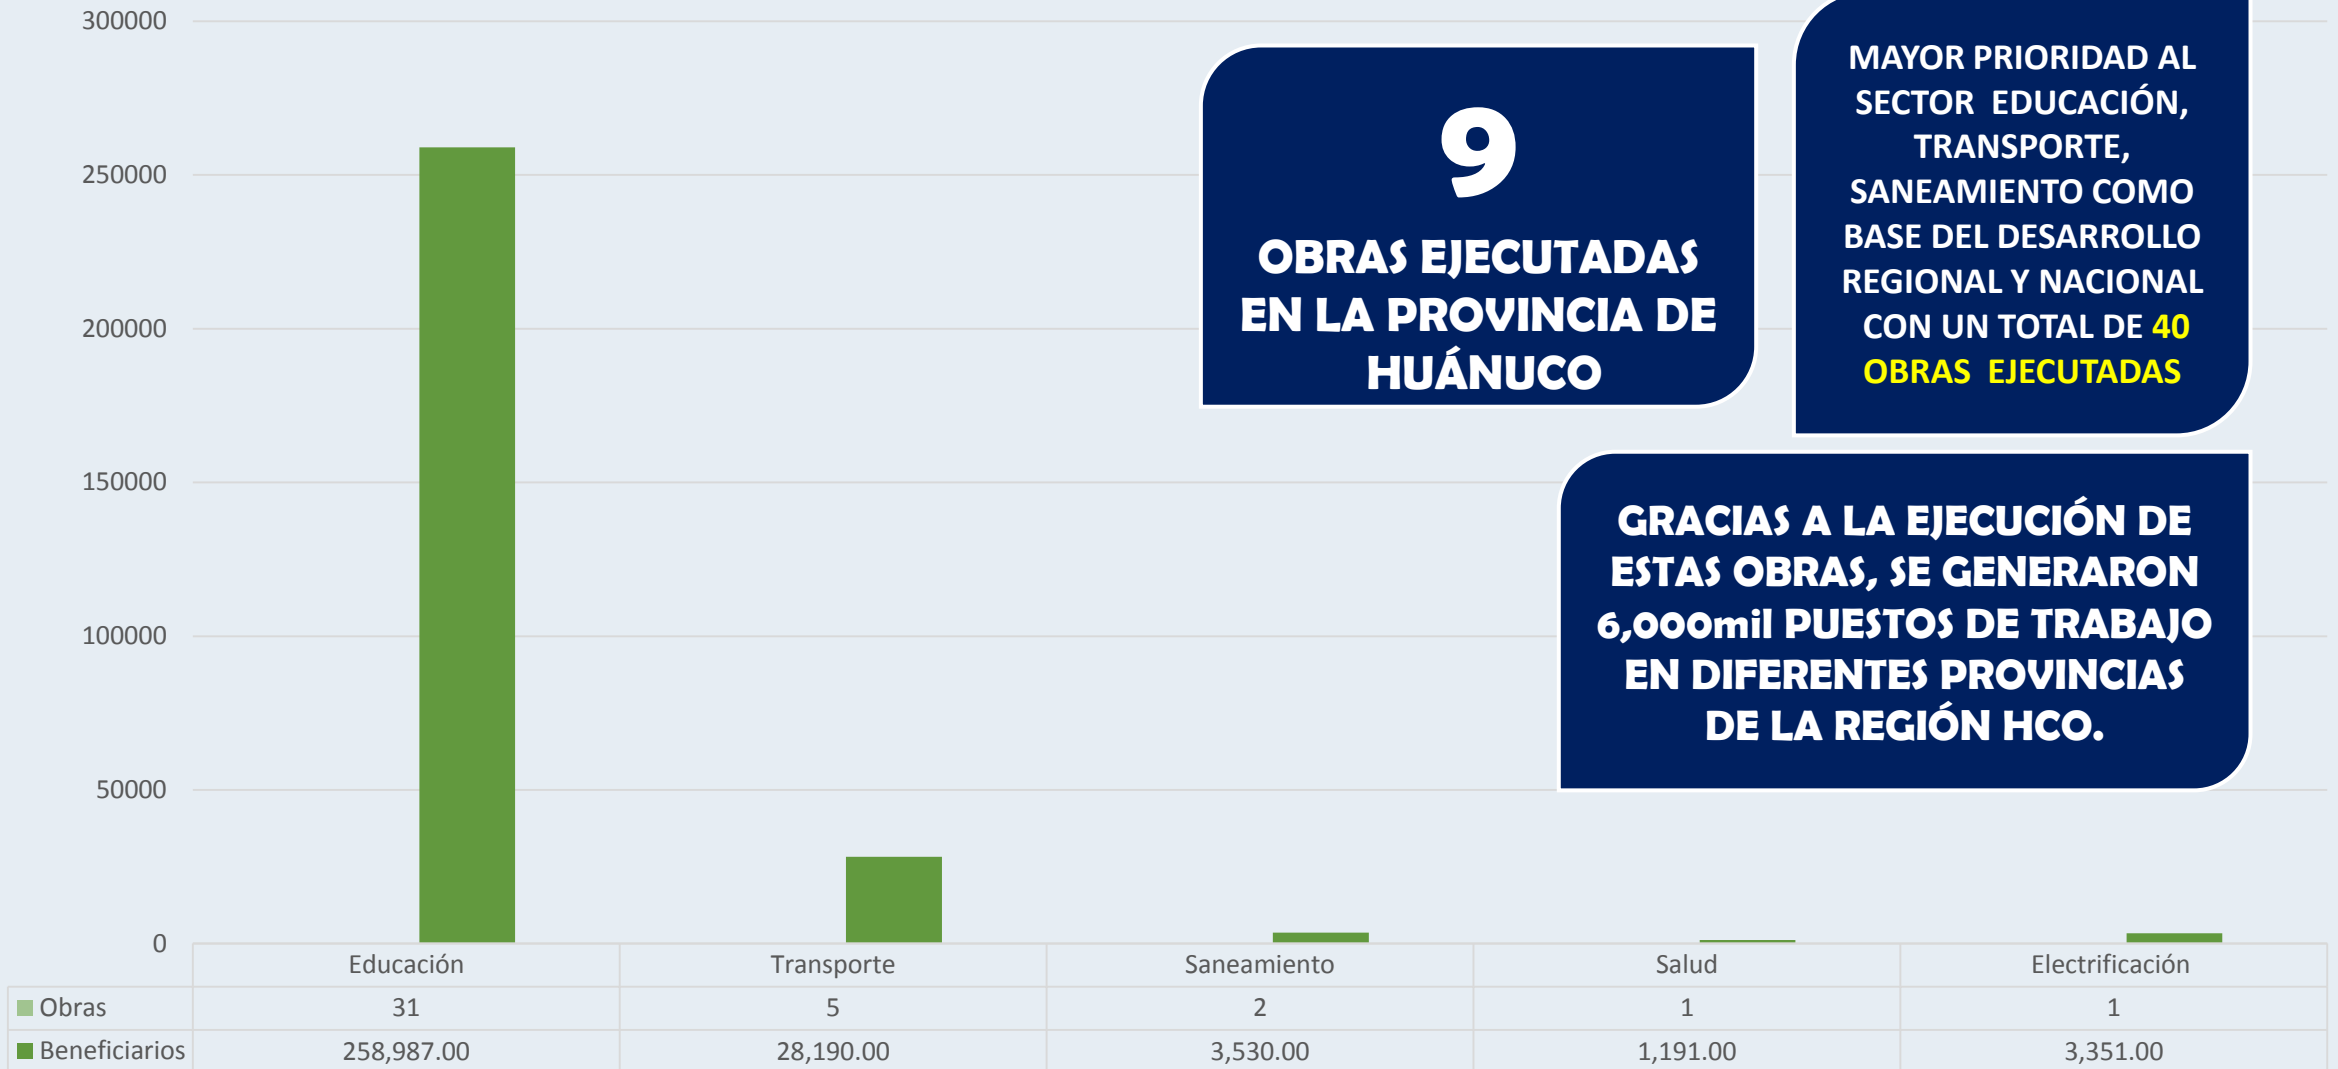 300000
250000
200000
150000
100000
50000
0
9
OBRAS EJECUTADAS
EN LA PROVINCIA DE
HUÁNUCO
MAYOR PRIORIDAD AL
SECTOR EDUCACIÓN,
TRANSPORTE,
SANEAMIENTO COMO
BASE DEL DESARROLLO
REGIONAL Y NACIONAL
CON UN TOTAL DE 40
OBRAS EJECUTADAS
GRACIAS A LA EJECUCIÓN DE
ESTAS OBRAS, SE GENERARON
6,000mil PUESTOS DE TRABAJO
EN DIFERENTES PROVINCIAS
DE LA REGIÓN HCO.
Educación Transporte Saneamiento Salud Electrificación
Obras 31 5 2 1 1
Beneficiarios 258,987.00 28,190.00 3,530.00 1,191.00 3,351.00